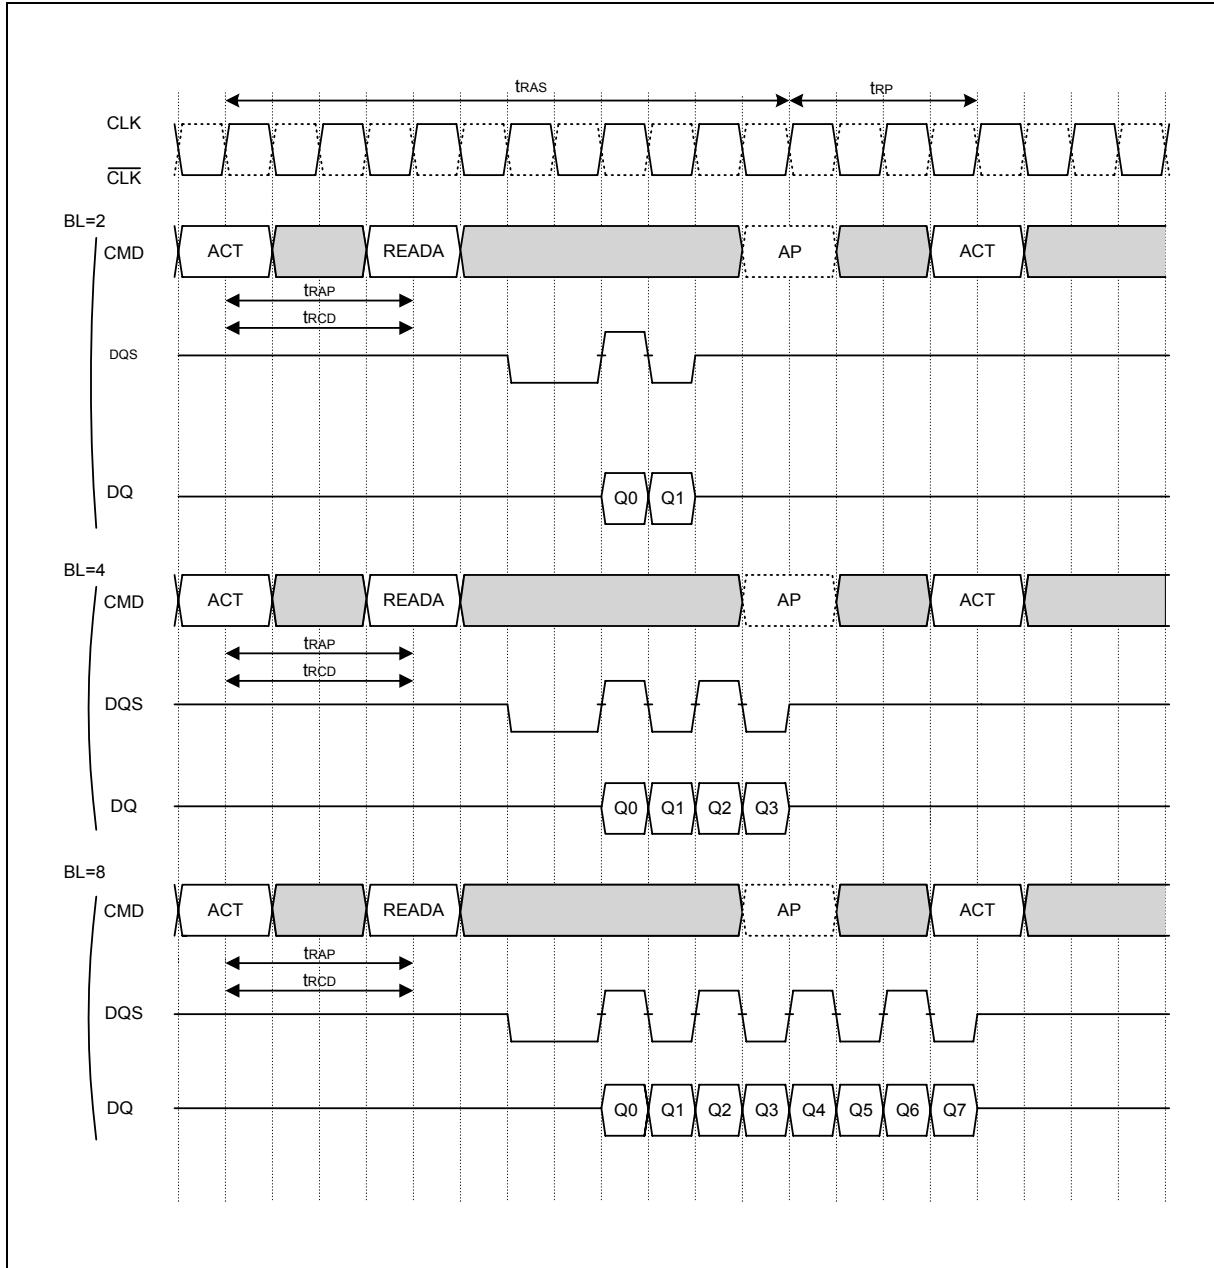 tRAS tRP
CLK
CLK
BL=2
CMD ACT READA AP ACT
tRAP
tRCD
DQS
DQ Q0 Q1
BL=4
CMD ACT READA AP ACT
tRAP
tRCD
DQS
DQ Q0 Q1 Q2 Q3
BL=8
CMD ACT READA AP ACT
tRAP
tRCD
DQS
DQ Q0 Q1 Q2 Q3 Q4 Q5 Q6 Q7